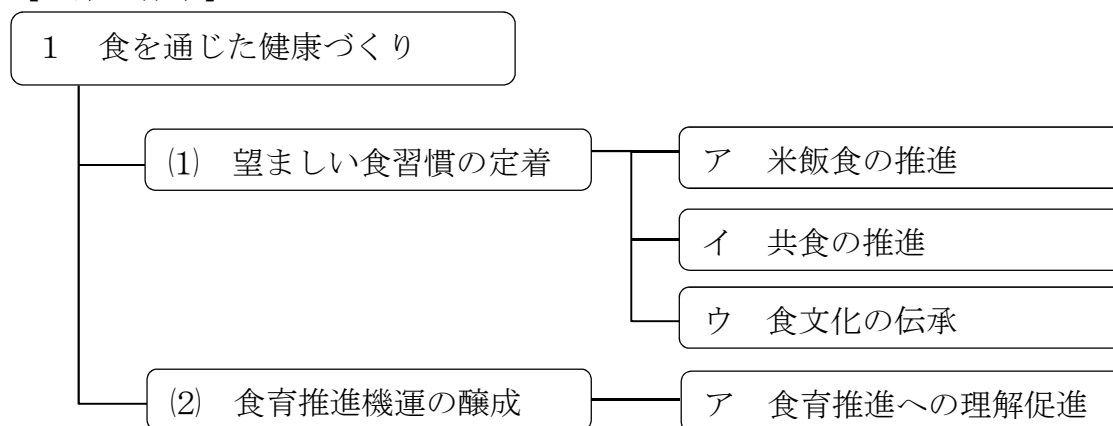 1 食を通じた健康づくり
⑴ 望ましい食習慣の定着
ア 米飯食の推進
イ 共食の推進
ウ 食文化の伝承
⑵ 食育推進機運の醸成
ア 食育推進への理解促進